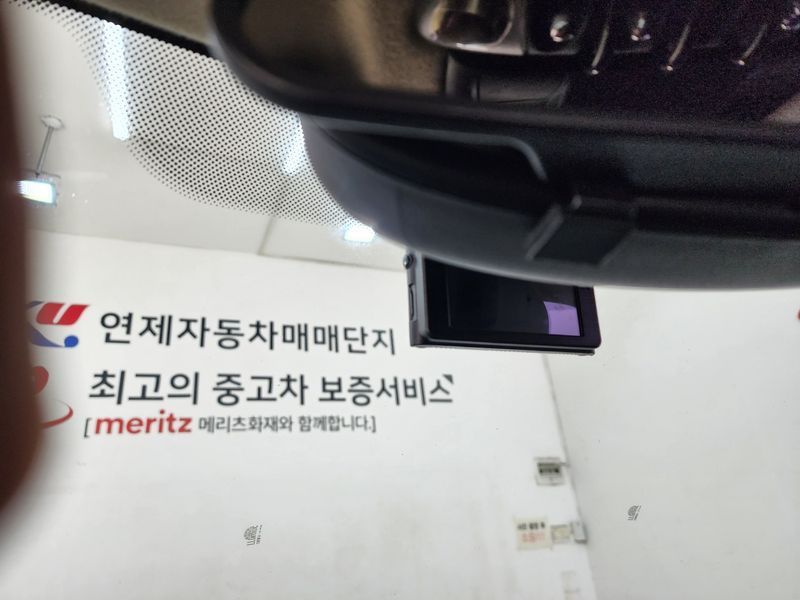 연제자동차매매단지
최고의 중고차 보증서비스
[meritz 메리츠화재와 함께합니다.]